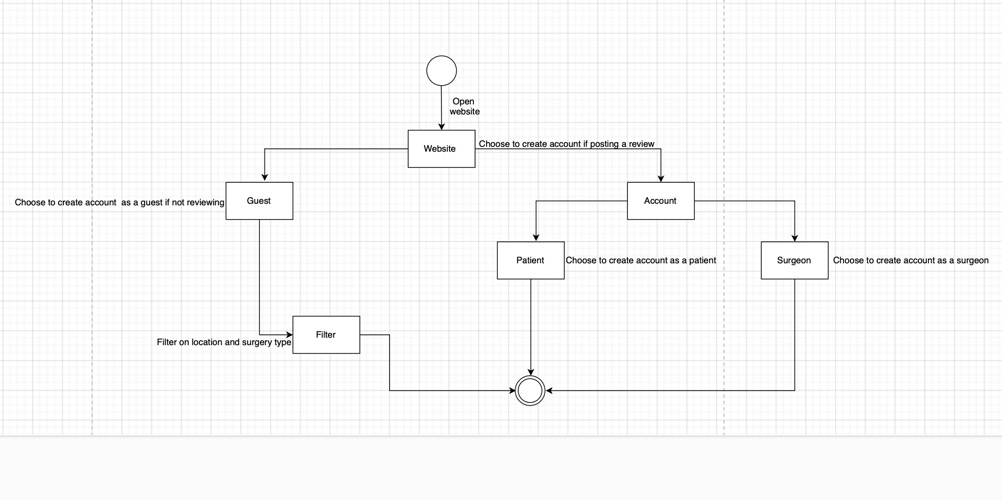 Open
website
Website
Choose to create account if posting a review
Choose to create account  as a guest if not reviewing
Guest
Account
Patient
Choose to create account as a patient
Surgeon
Choose to create account as a surgeon
Filter
Filter on location and surgery type